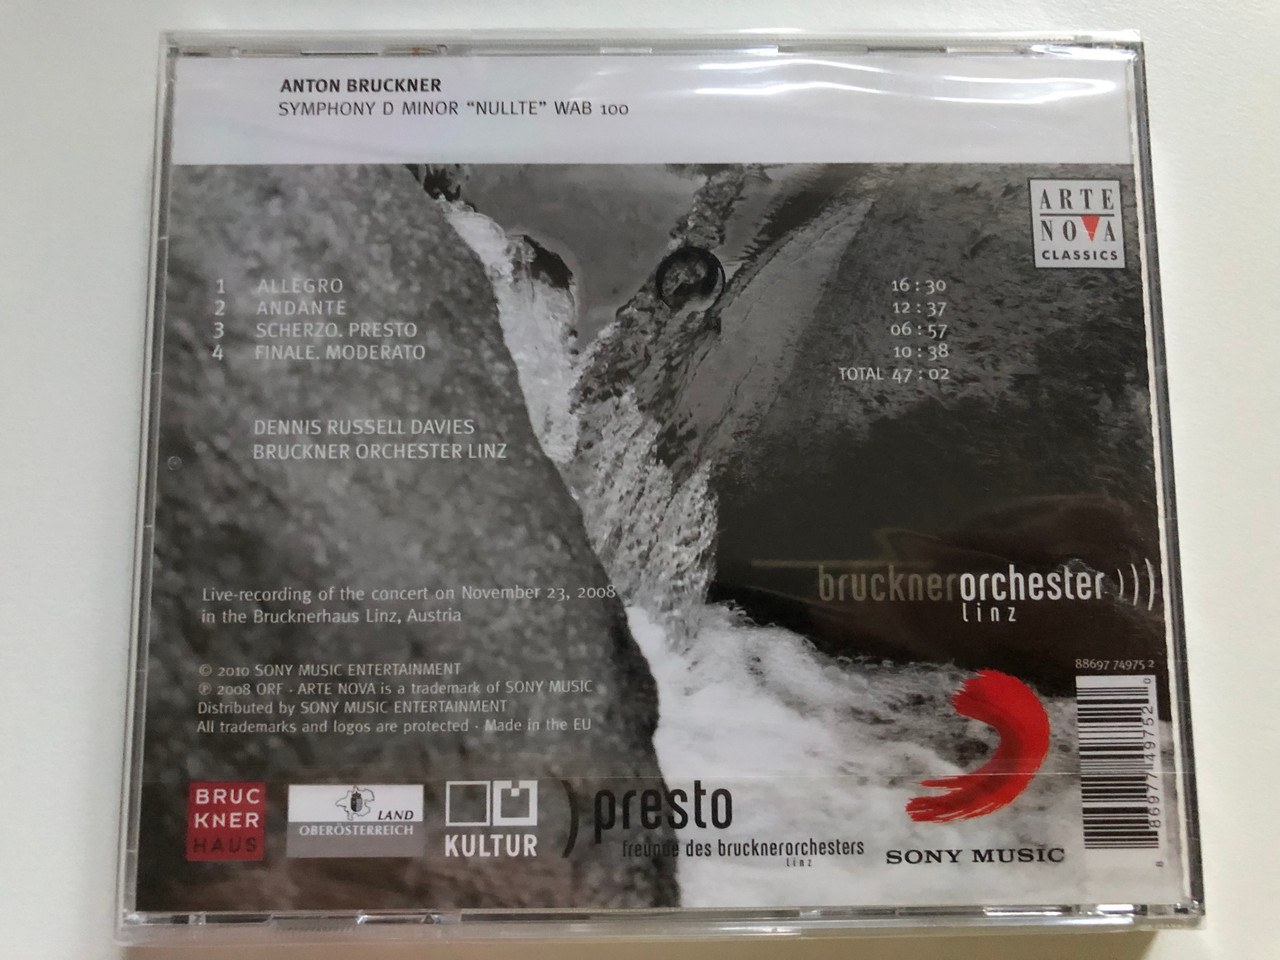 ANTON BRUCKNER
SYMPHONY D MINOR “NULLTE” WAB 100
ARTE
NOVA
CLASSICS
1 ALLEGRO 16 : 30
2 ANDANTE 12 : 37
3 SCHERZO. PRESTO 06 : 57
4 FINALE. MODERATO 10 : 38
TOTAL 47 : 02
DENNIS RUSSELL DAVIES
BRUCKNER ORCHESTER LINZ
brucknerorchester
linz
Live-recording of the concert on November 23, 2008
in the Brucknerhaus Linz, Austria
© 2010 SONY MUSIC ENTERTAINMENT
℗ 2008 ORF · ARTE NOVA is a trademark of SONY MUSIC
Distributed by SONY MUSIC ENTERTAINMENT
All trademarks and logos are protected · Made in the EU
88697 74975 2
8 86977 49752 0
BRUC
KNER
HAUS
LAND
OBERÖSTERREICH
KULTUR
presto
freunde des brucknerorchesters
linz
SONY MUSIC